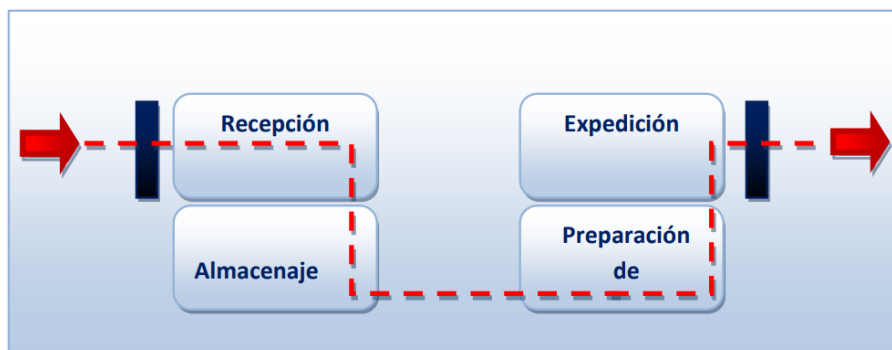 Recepción
Expedición
Almacenaje
Preparación
de